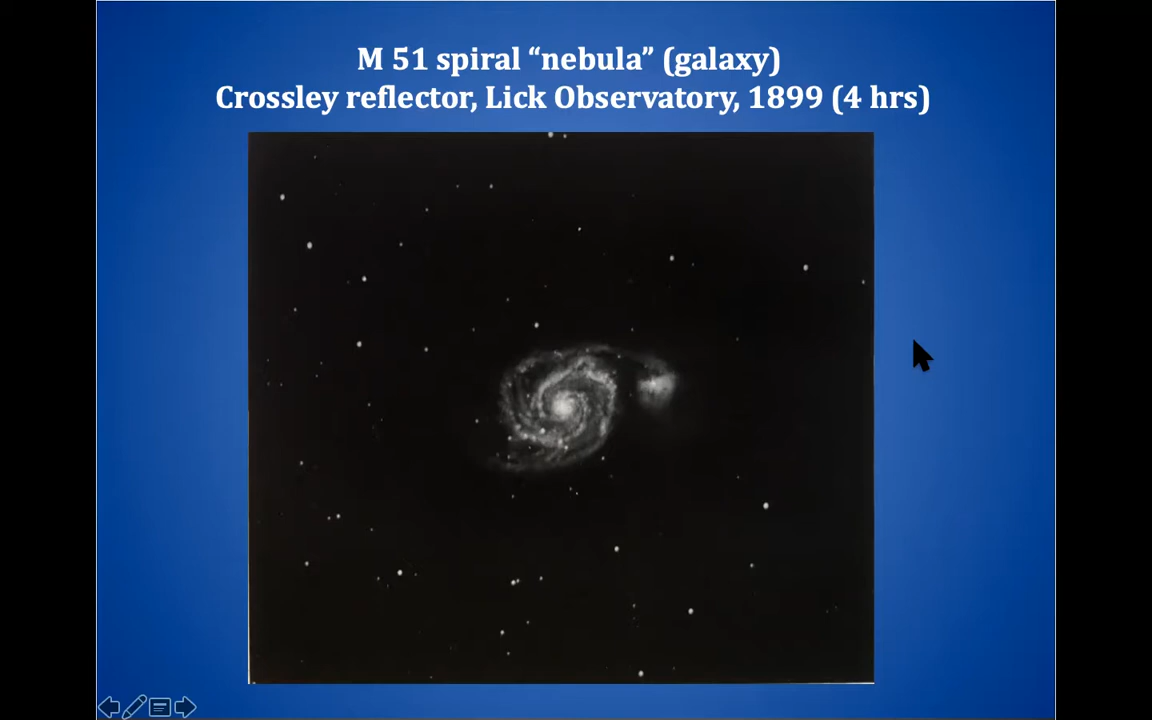 M 51 spiral “nebula” (galaxy)
Crossley reflector, Lick Observatory, 1899 (4 hrs)